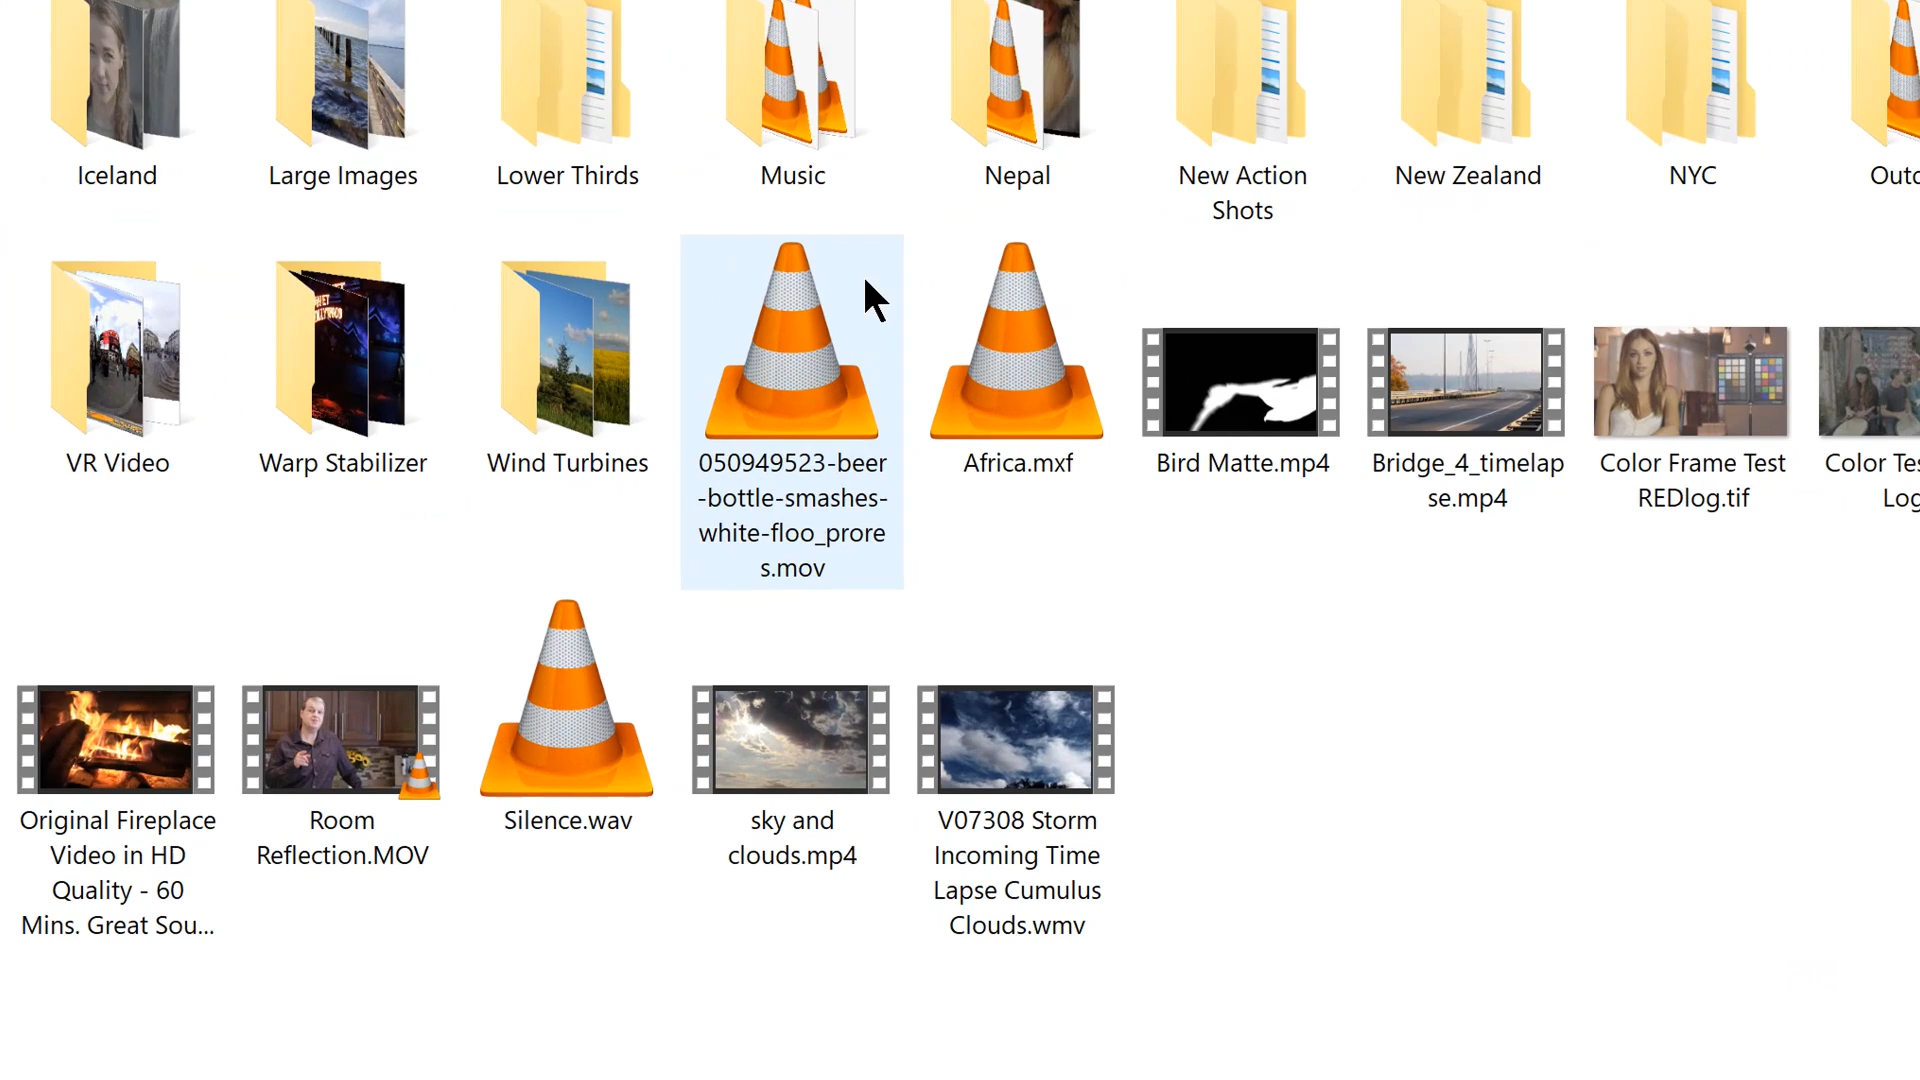 Iceland
Large Images
Lower Thirds
Music
Nepal
New Action
Shots
New Zealand
NYC
VR Video
Warp Stabilizer
Wind Turbines
050949523-beer
-bottle-smashes-
white-floo_prore
s.mov
Africa.mxf
Bird Matte.mp4
Bridge_4_timelap
se.mp4
Color Frame Test
REDlog.tif
Color
Log
Original Fireplace
Video in HD
Quality - 60
Mins. Great Sou...
Room
Reflection.MOV
Silence.wav
sky and
clouds.mp4
V07308 Storm
Incoming Time
Lapse Cumulus
Clouds.wmv